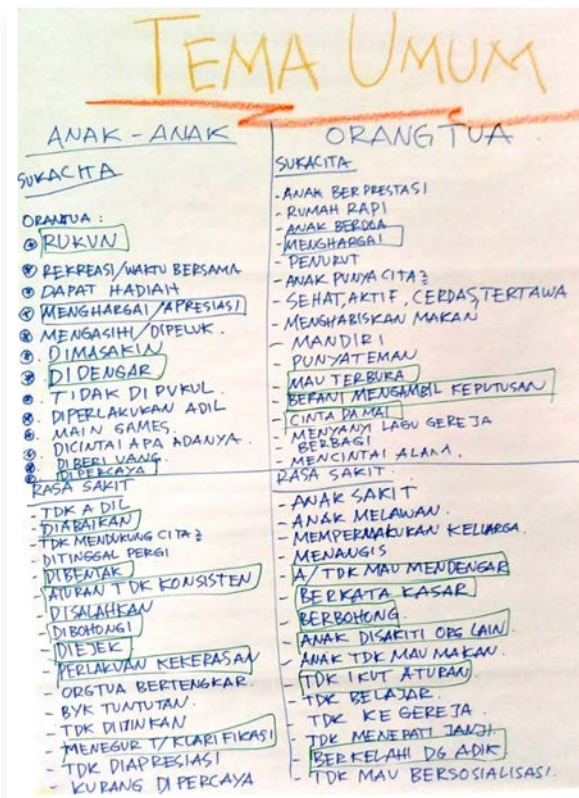 TEMA UMUM
ANAK - ANAK
SUKACITA
ORANTUA :
RUKUN
REKREASI/WAKTU BERSAMA
DAPAT HADIAH
MENGHARGAI /APRESIASI
MENGASIHI/DIPELUK.
DIMASAKIN
DIDENGAR
TIDAK DI PUKUL.
DIPERLAKUKAN ADIL
MAIN GAMES.
DICINTAI APA ADANYA.
DIBERI UANG.
DIPERCAYA
RASA SAKIT
- TDK ADIL
- DIABAIKAN
- TDK MENDUKUNG CITA2
- DITINGGAL PERGI
- DIBENTAK
- ATURAN TDK KONSISTEN
- DISALAHKAN
- DIBOHONGI
- DIEJEK
- PERLAKUAN KEKERASAN
- ORGTUA BERTENGKAR.
- BYK TUNTUTAN.
- TDK DIIZINKAN
- MENEGUR T/KLARIFIKASI
- TDK DIAPRESIASI
- KURANG DIPERCAYA
ORANGTUA.
SUKACITA
- ANAK BERPRESTASI
- RUMAH RAPI
- ANAK BERDOA
- MENGHARGAI
- PENURUT
- ANAK PUNYA CITA2
- SEHAT, AKTIF, CERDAS, TERTAWA
- MENGHABISKAN MAKAN
- MANDIRI
- PUNYA TEMAN
- MAU TERBUKA
- BERANI MENGAMBIL KEPUTUSAN
- CINTA DAMAI
- MENYANYI LAGU GEREJA
- BERBAGI
- MENCINTAI ALAM.
RASA SAKIT.
- ANAK SAKIT
- ANAK MELAWAN.
- MEMPERMAKUKAN KELUARGA.
- MENANGIS
- A/TDK MAU MENDENGAR
- BERKATA KASAR
- BERBOHONG.
- ANAK DISAKITI ORG LAIN.
- ANAK TDK MAU MAKAN.
- TDK IKUT ATURAN
- TDK BELAJAR.
- TDK KE GEREJA.
- TDK MENEPATI JANJI.
- BERKELAHI DG ADIK
- TDK MAU BERSOSIALISASI.